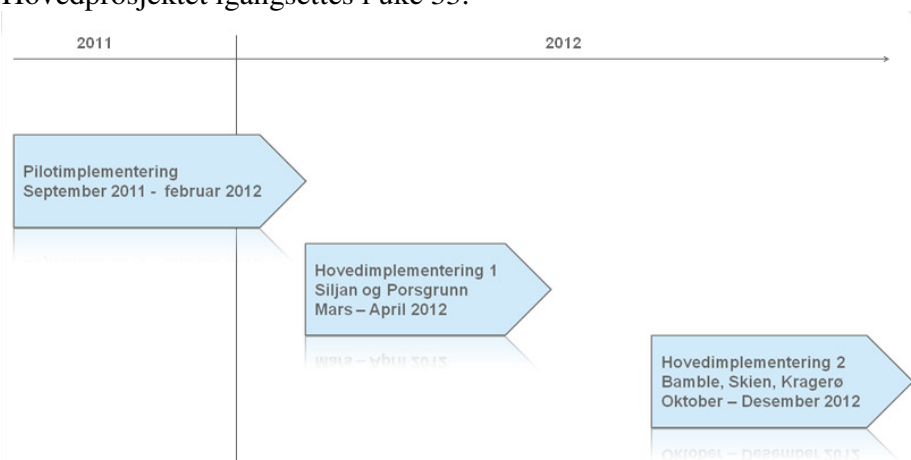 Hovedprosjektet igangsettes i uke 35.
2011 2012
Pilotimplementering
September 2011 - februar 2012
Hovedimplementering 1
Siljan og Porsgrunn
Mars – April 2012
Hovedimplementering 2
Bamble, Skien, Kragerø
Oktober – Desember 2012